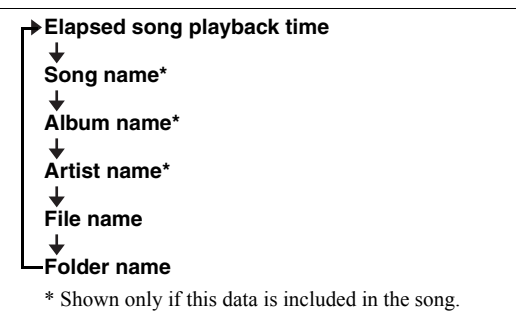 Elapsed song playback time
Song name*
Album name*
Artist name*
File name
Folder name
* Shown only if this data is included in the song.